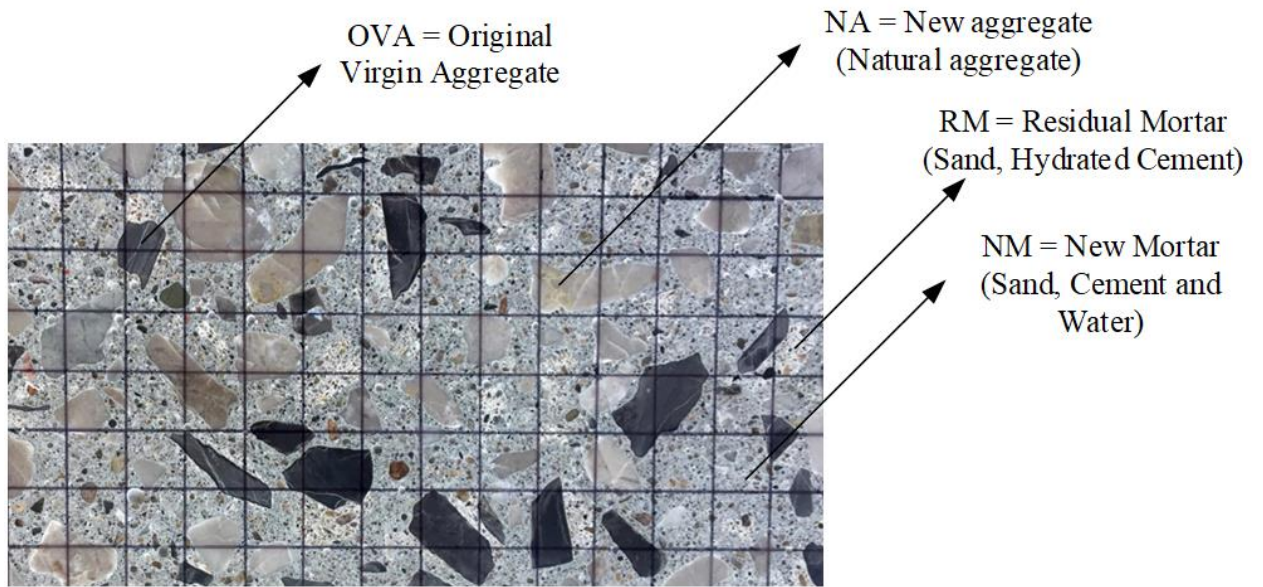 OVA = Original
Virgin Aggregate
NA = New aggregate
(Natural aggregate)
RM = Residual Mortar
(Sand, Hydrated Cement)
NM = New Mortar
(Sand, Cement and
Water)